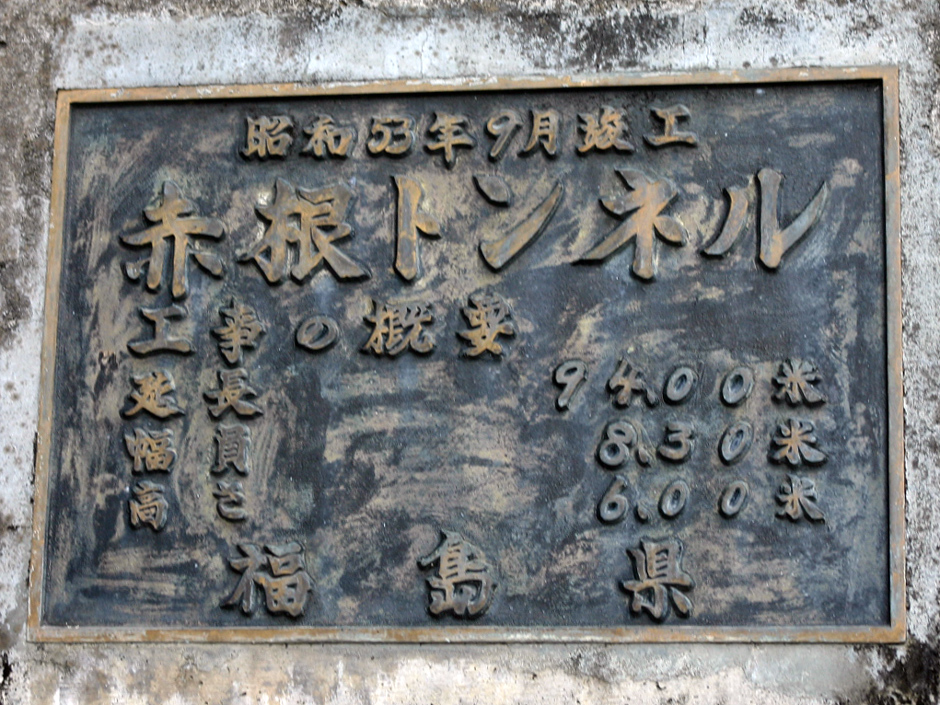 昭和53年9月竣工
赤根トンネル
工事の概要
延長 94.00米
幅員 8.30米
高さ 6.00米
福島県